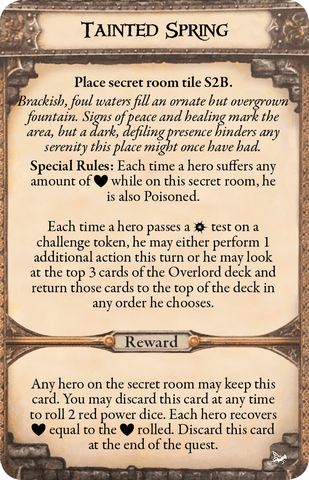 Tainted Spring
Place secret room tile S2B.
Brackish, foul waters fill an ornate but overgrown
fountain. Signs of peace and healing mark the
area, but a dark, defiling presence hinders any
serenity this place might once have had.
Special Rules: Each time a hero suffers any
amount of ♥ while on this secret room, he
is also Poisoned.
Each time a hero passes a ✸ test on a
challenge token, he may either perform 1
additional action this turn or he may look
at the top 3 cards of the Overlord deck and
return those cards to the top of the deck in
any order he chooses.
Reward
Any hero on the secret room may keep this
card. You may discard this card at any time
to roll 2 red power dice. Each hero recovers
♥ equal to the ♥ rolled. Discard this card
at the end of the quest.